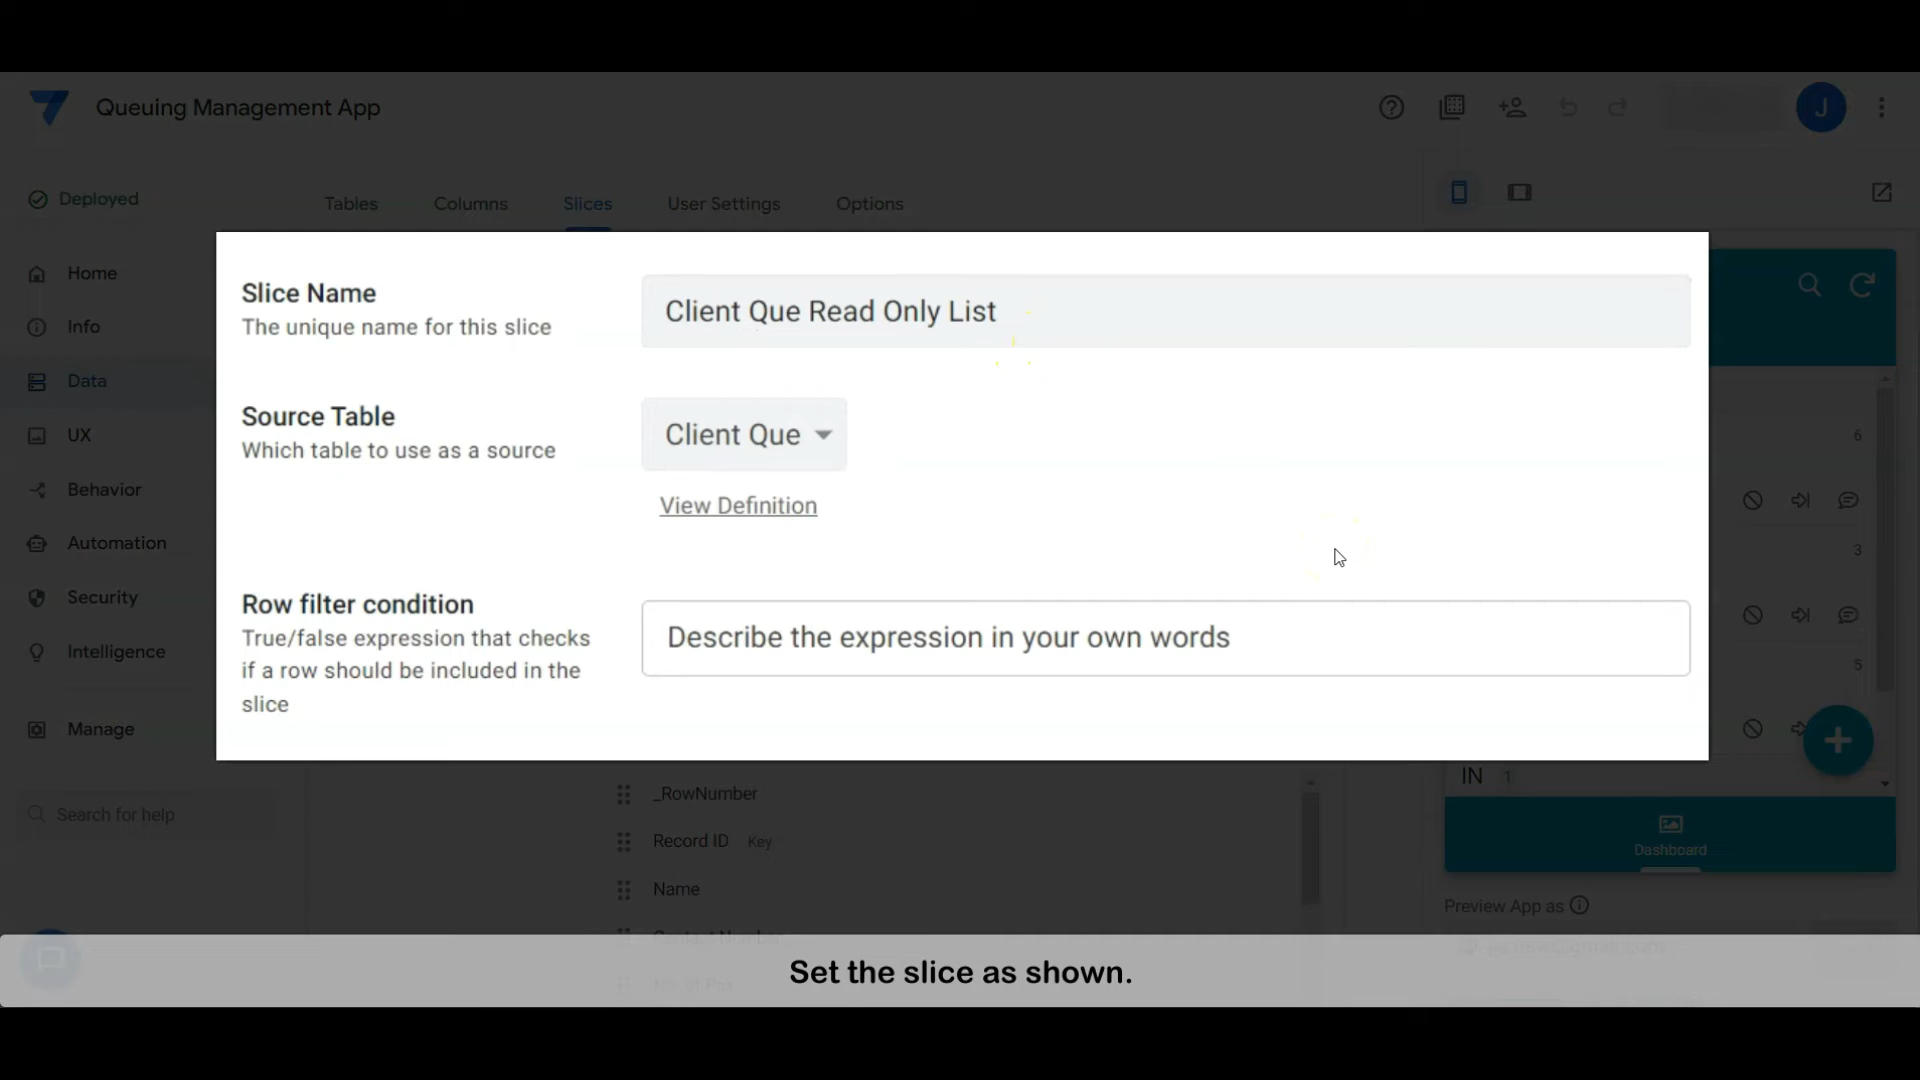 Queuing Management App
J
Deployed
Tables
Columns
Slices
User Settings
Options
Home
Info
Data
UX
Behavior
Automation
Security
Intelligence
Manage
Search for help
Slice Name
The unique name for this slice
Client Que Read Only List
Source Table
Which table to use as a source
Client Que
View Definition
Row filter condition
True/false expression that checks
if a row should be included in the
slice
Describe the expression in your own words
6
3
5
IN 1
Dashboard
Preview App as
_RowNumber
Record ID Key
Name
Contact Number
Set the slice as shown.